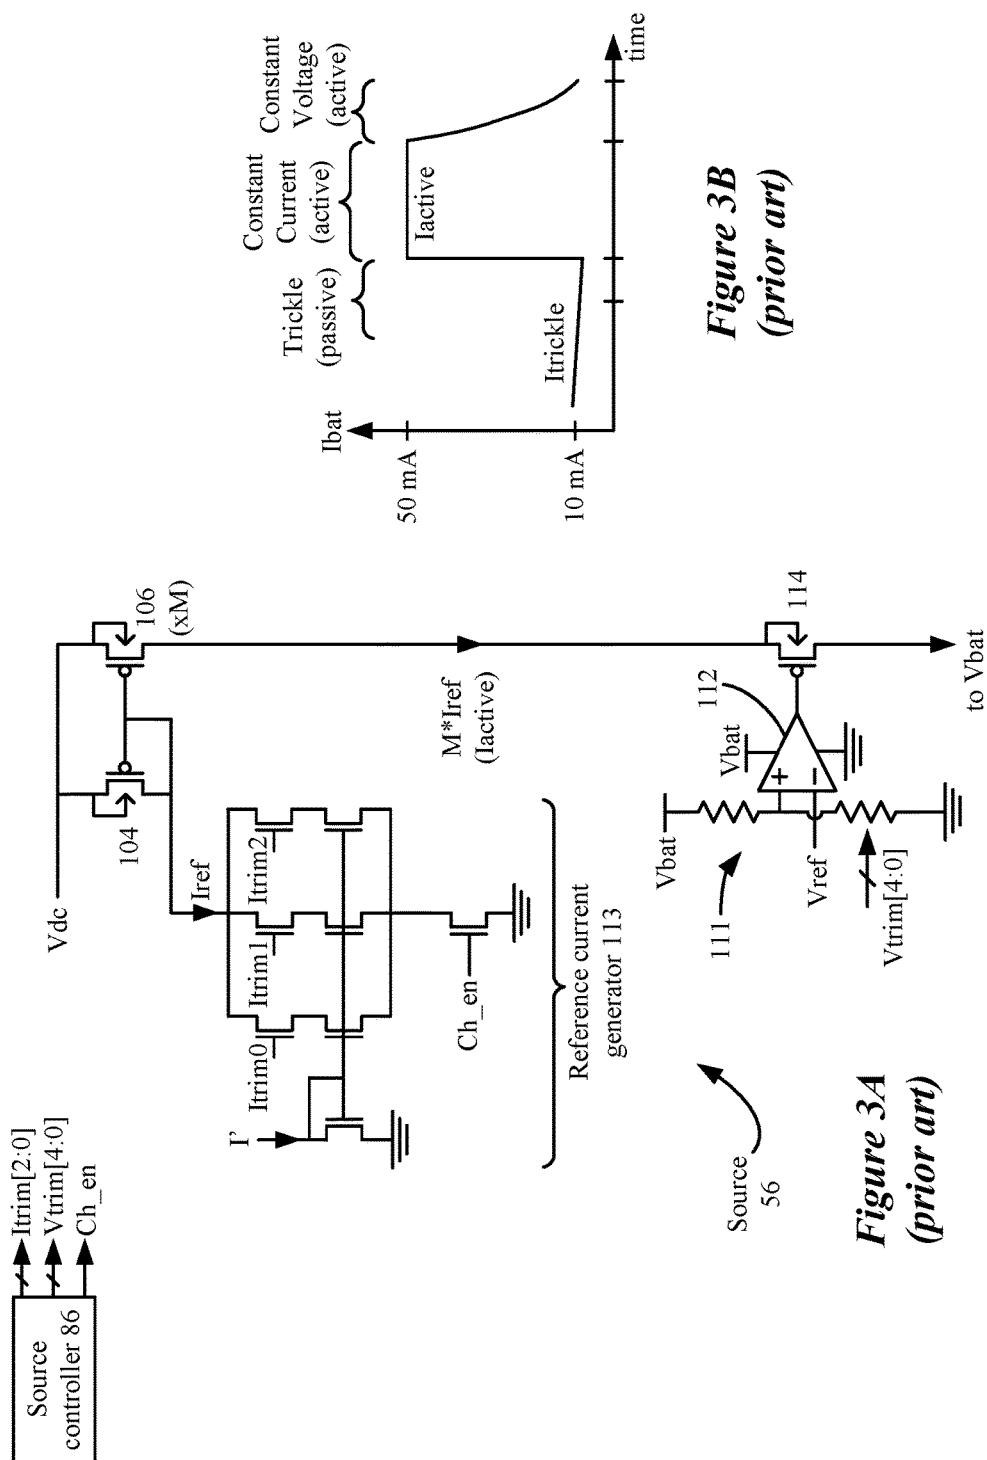 Source
controller 86
Itrim[2:0]
Vtrim[4:0]
Ch_en
Vdc
104
106
(xM)
Iref
I'
Itrim0
Itrim1
Itrim2
Ch_en
Reference current
generator 113
M*Iref
(Iactive)
Source
56
Vbat
111
Vref
Vtrim[4:0]
Vbat
112
+
−
114
to Vbat
Figure 3A
(prior art)
Ibat
50 mA
10 mA
Trickle
(passive)
Constant
Current
(active)
Constant
Voltage
(active)
Itrickle
Iactive
time
Figure 3B
(prior art)